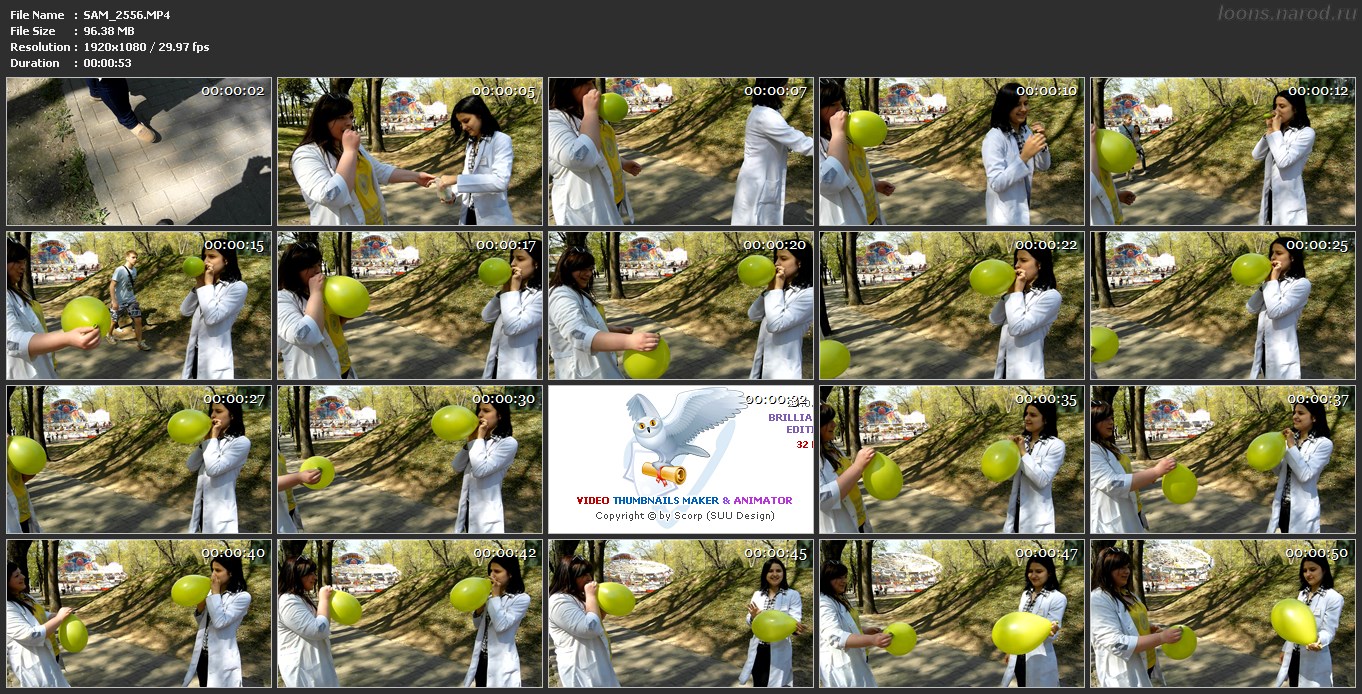 File Name : SAM_2556.MP4
loons.narod.ru
File Size : 96.38 MB
Resolution : 1920x1080 / 29.97 fps
Duration : 00:00:53
00:00:02
00:00:05
00:00:07
00:00:10
00:00:12
00:00:15
00:00:17
00:00:20
00:00:22
00:00:25
00:00:27
00:00:30
00:00:32
BRILLIA
EDIT
32
VIDEO THUMBNAILS MAKER & ANIMATOR
Copyright © by Scorp (SUU Design)
00:00:35
00:00:37
00:00:40
00:00:42
00:00:45
00:00:47
00:00:50